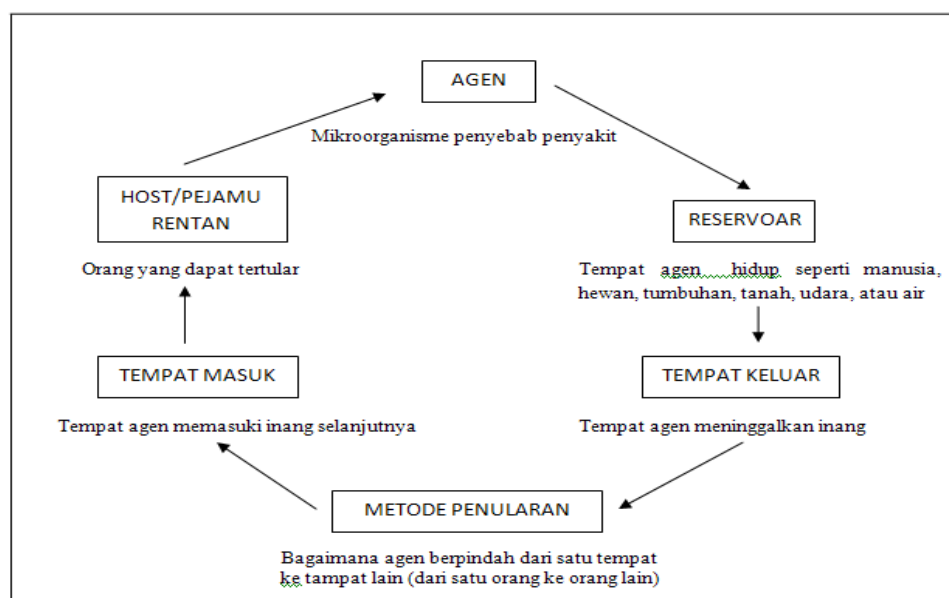 AGEN
Mikroorganisme penyebab penyakit
HOST/PEJAMU
RENTAN
Orang yang dapat tertular
RESERVOAR
Tempat agen hidup seperti manusia,
hewan, tumbuhan, tanah, udara, atau air
TEMPAT MASUK
Tempat agen memasuki inang selanjutnya
TEMPAT KELUAR
Tempat agen meninggalkan inang
METODE PENULARAN
Bagaimana agen berpindah dari satu tempat
ke tampat lain (dari satu orang ke orang lain)